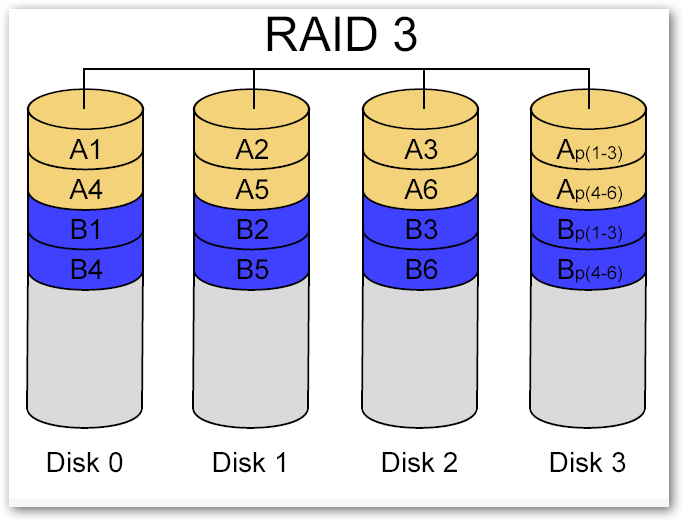 RAID 3
A1 A2 A3 Ap(1-3)
A4 A5 A6 Ap(4-6)
B1 B2 B3 Bp(1-3)
B4 B5 B6 Bp(4-6)
Disk 0 Disk 1 Disk 2 Disk 3